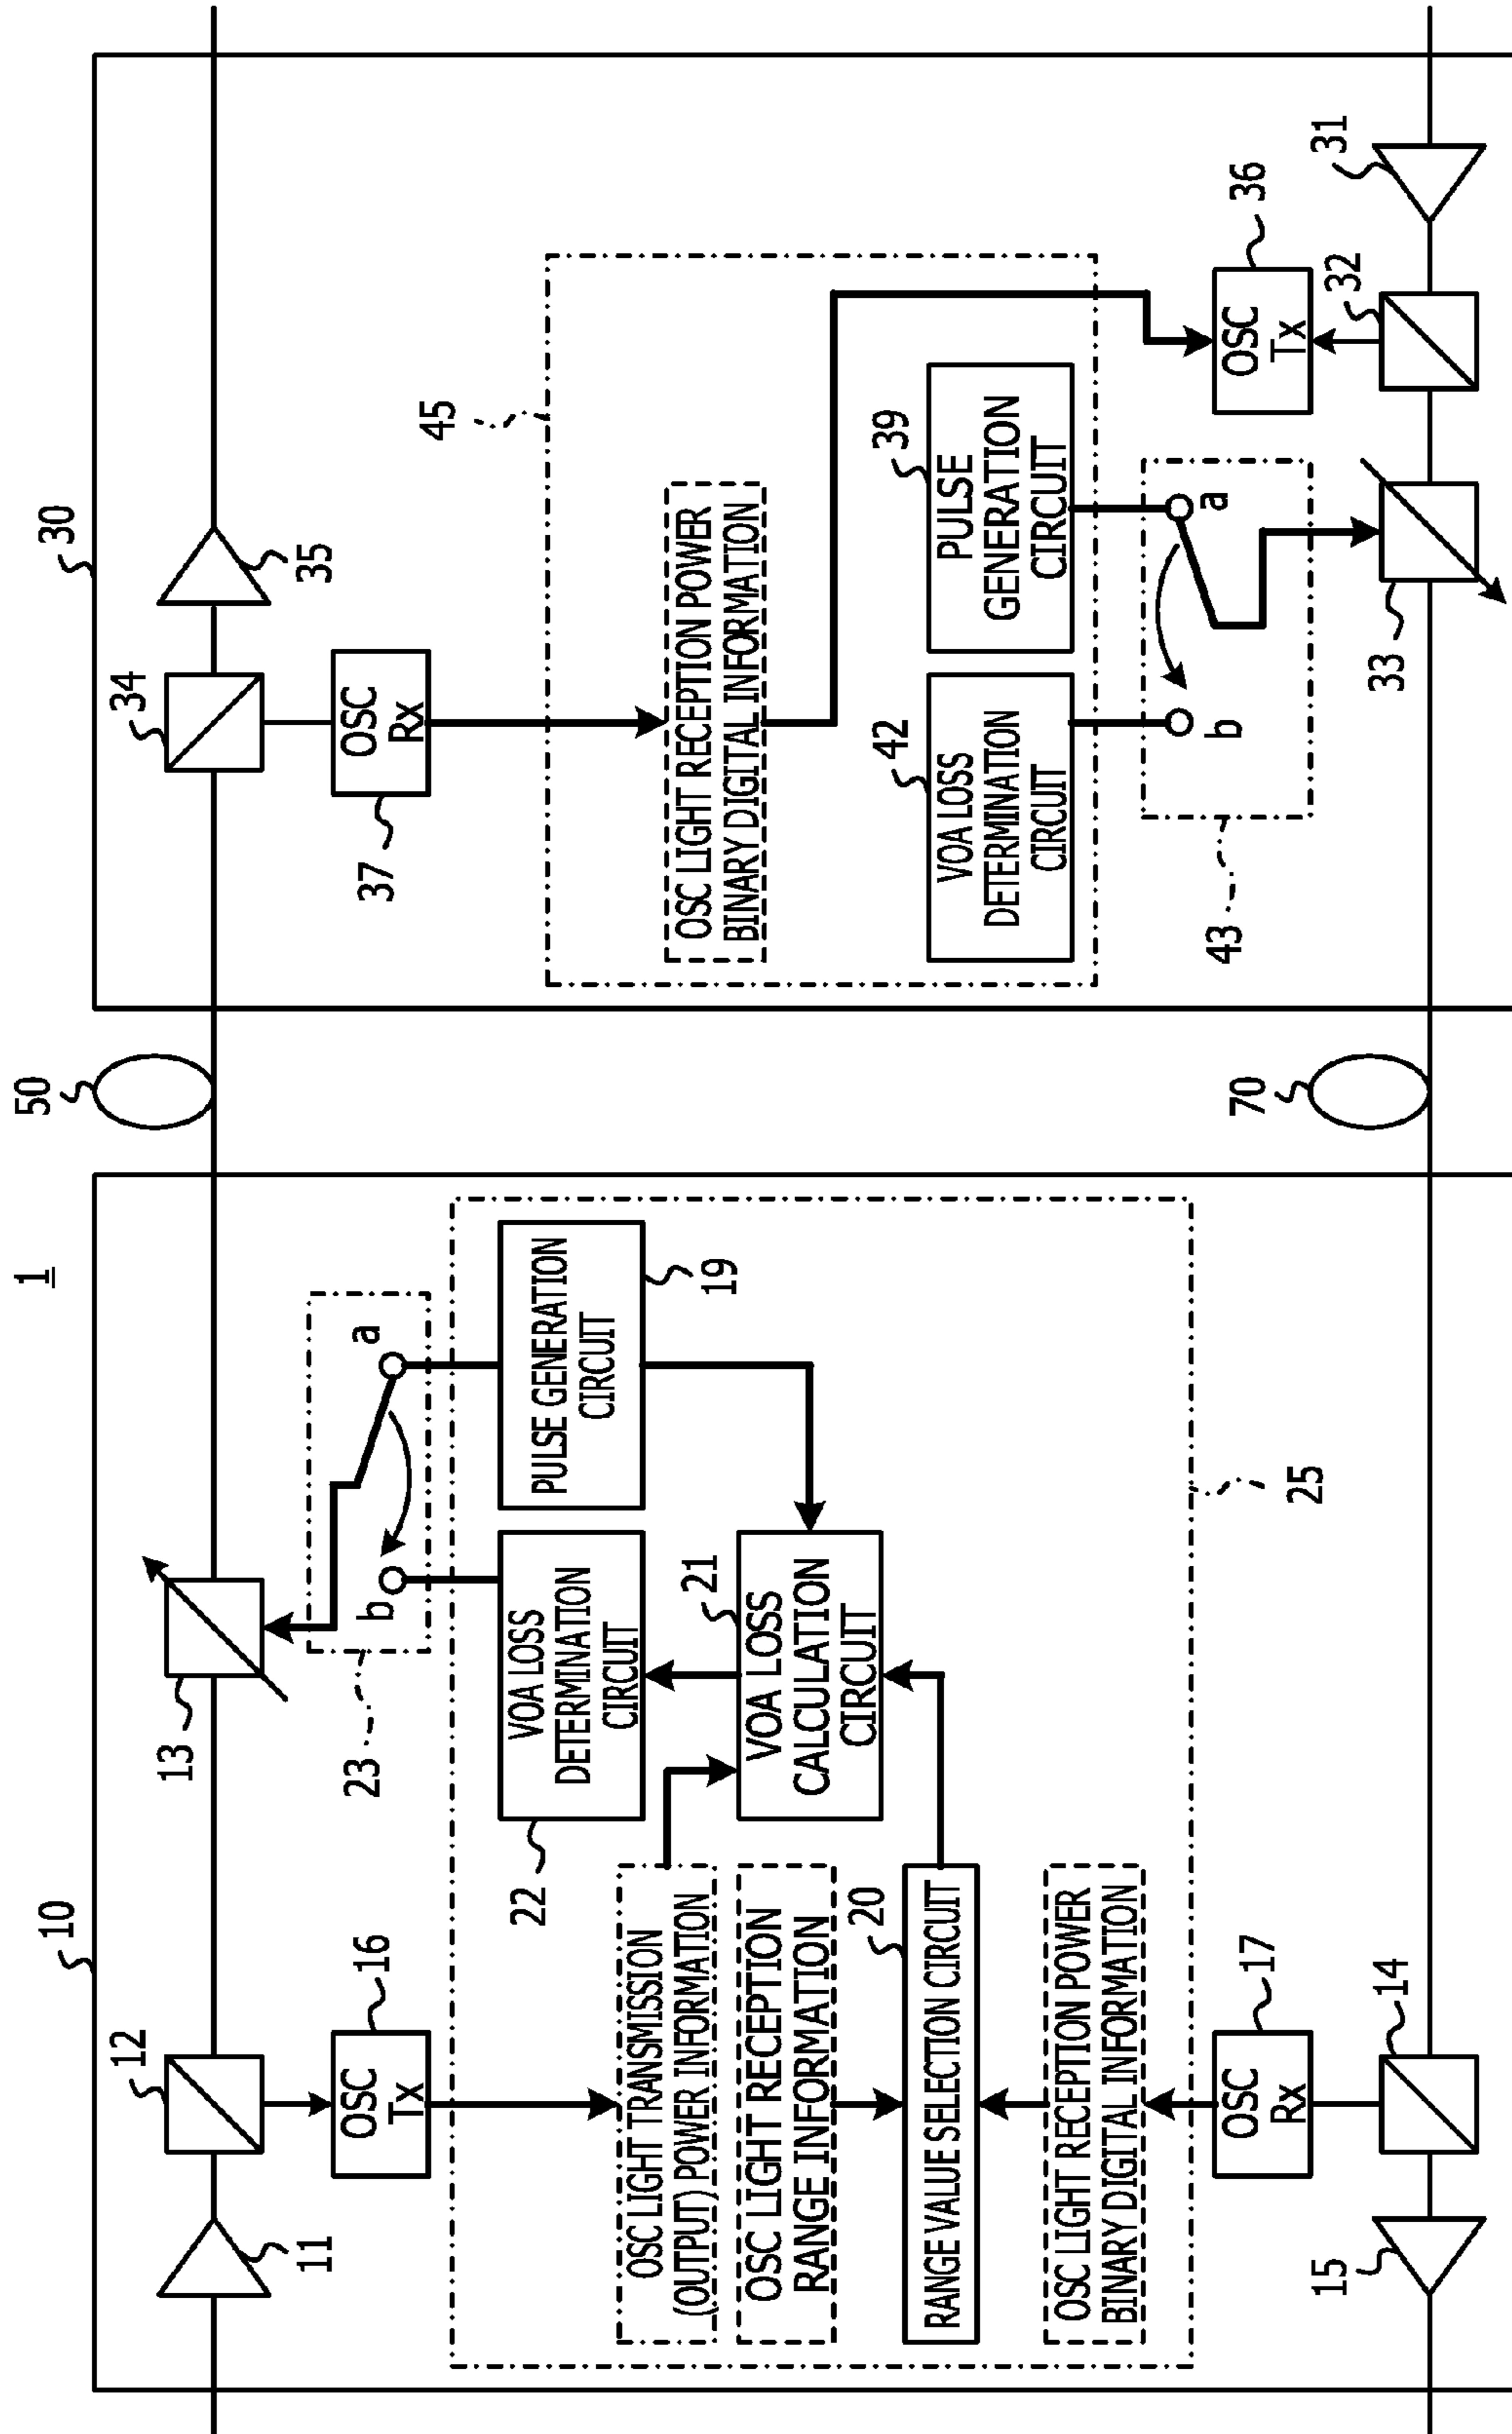 1
10
50
30
12
13
34
11
16
35
OSC
Tx
23
b
a
OSC
Rx
37
45
22
VOA LOSS
DETERMINATION
CIRCUIT
PULSE GENERATION
CIRCUIT
19
OSC LIGHT TRANSMISSION
(OUTPUT) POWER INFORMATION
OSC LIGHT RECEPTION
RANGE INFORMATION
21
VOA LOSS
CALCULATION
CIRCUIT
OSC LIGHT RECEPTION POWER
BINARY DIGITAL INFORMATION
20
RANGE VALUE SELECTION CIRCUIT
42
VOA LOSS
DETERMINATION
CIRCUIT
39
PULSE
GENERATION
CIRCUIT
OSC LIGHT RECEPTION POWER
BINARY DIGITAL INFORMATION
25
43
b
a
OSC
Rx
17
OSC
Tx
36
15
14
70
33
32
31